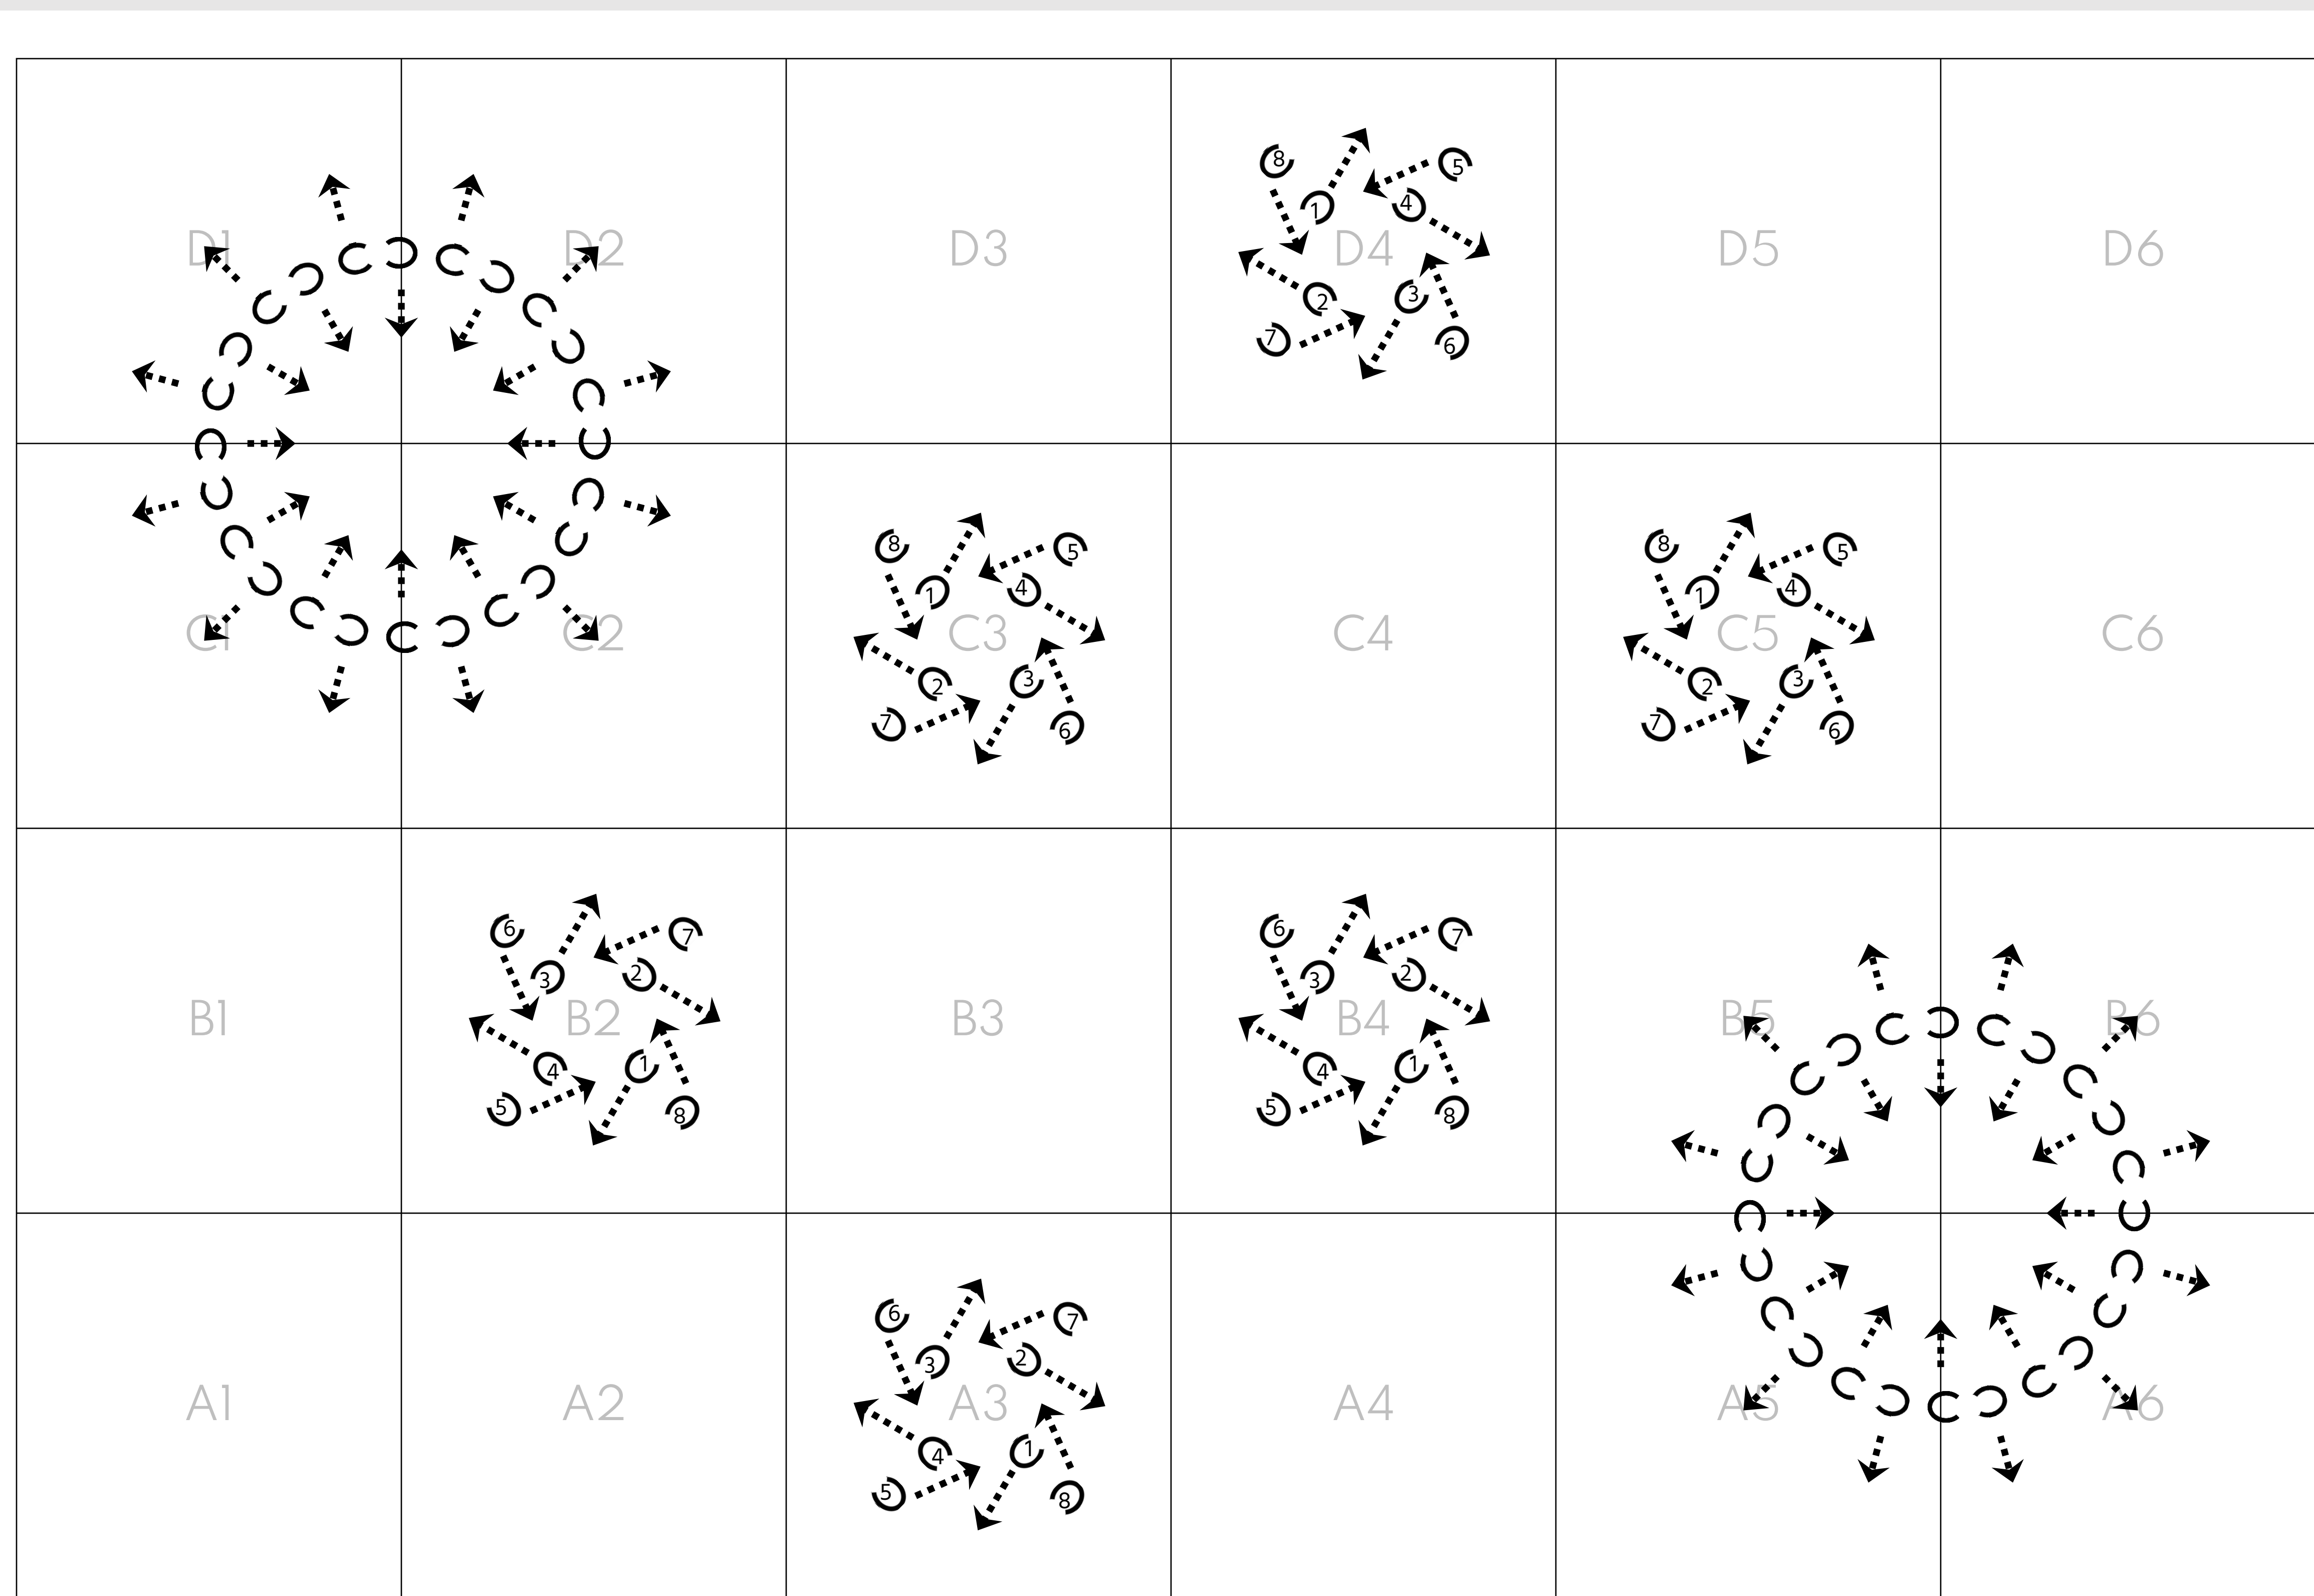 8 5
1 4
D1 D2 D3 D4 D5 D6
2 3
7 6
8 5 8 5
1 4 1 4
C1 C2 C3 C4 C5 C6
2 3 2 3
7 6 7 6
6 7 6 7
3 2 3 2
B1 B2 B3 B4 B5 B6
4 1 4 1
5 8 5 8
6 7
3 2
A1 A2 A3 A4 A5 A6
4 1
5 8